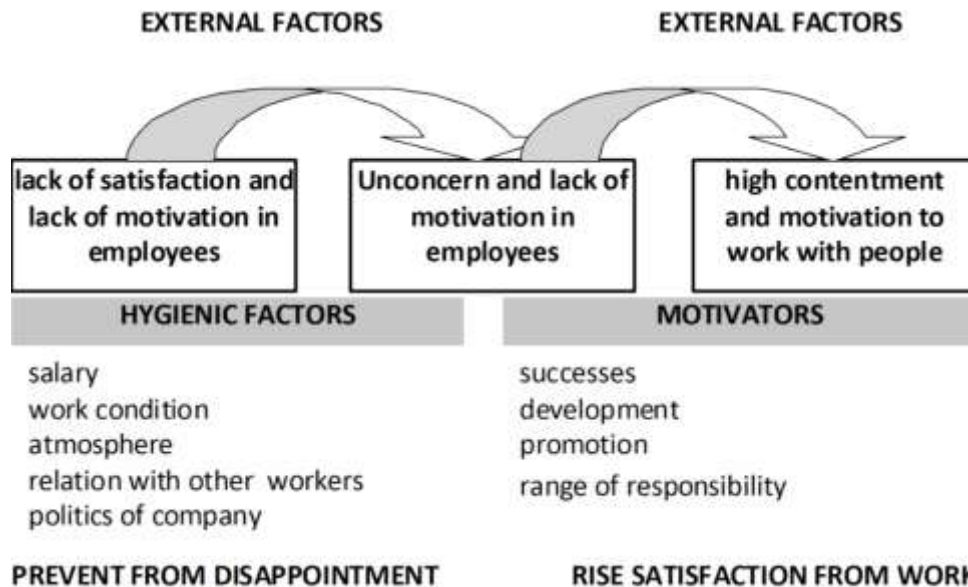 EXTERNAL FACTORS
EXTERNAL FACTORS
lack of satisfaction and
lack of motivation in
employees
Unconcern and lack of
motivation in
employees
high contentment
and motivation to
work with people
HYGIENIC FACTORS
MOTIVATORS
salary
work condition
atmosphere
relation with other workers
politics of company
successes
development
promotion
range of responsibility
PREVENT FROM DISAPPOINTMENT
RISE SATISFACTION FROM WORK